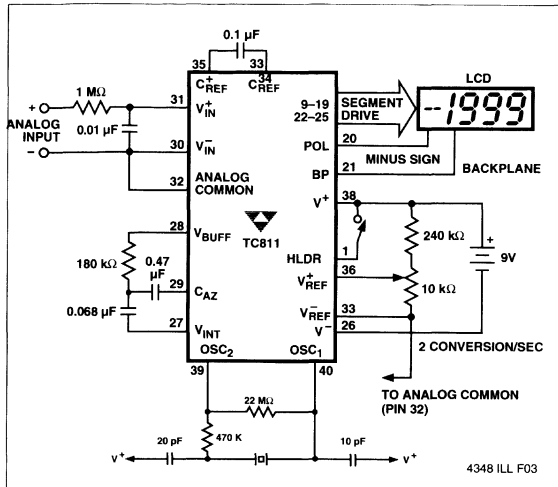 0.1 µF
35
33
34
C+REF
C-REF
LCD
1 MΩ
+
31
V+IN
9–19
22–25
SEGMENT
DRIVE
-1999
ANALOG
INPUT
0.01 µF
–
30
V-IN
POL
20
MINUS SIGN
32
ANALOG
COMMON
BP
21
BACKPLANE
V+
38
TC811
28
VBUFF
HLDR
1
240 kΩ
+
9V
180 kΩ
0.47
µF
29
CAZ
V+REF
36
10 kΩ
0.068 µF
27
VINT
V-REF
33
V–
26
2 CONVERSION/SEC
OSC2
OSC1
39
40
TO ANALOG COMMON
(PIN 32)
22 MΩ
470 K
20 pF
10 pF
V+
V+
4348 ILL F03